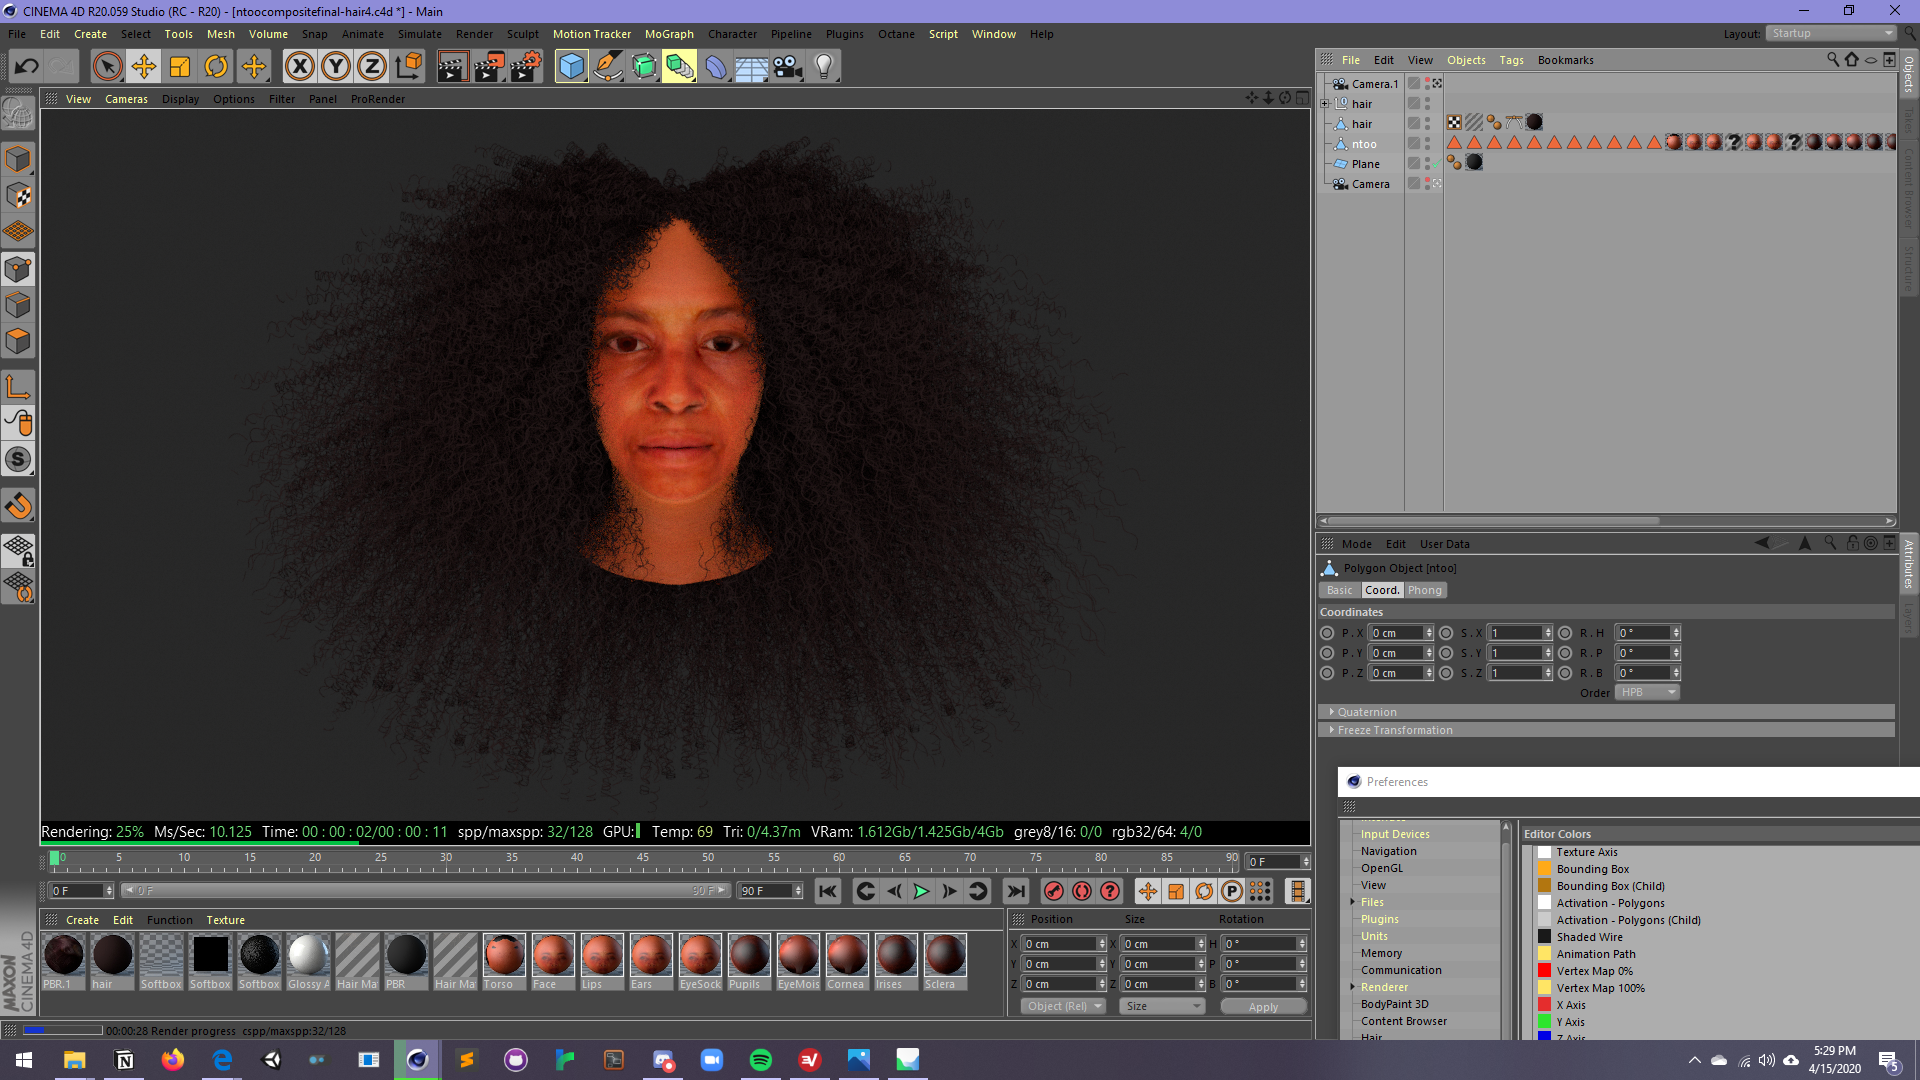 CINEMA 4D R20.059 Studio (RC - R20) - [ntoocompositefinal-hair4.c4d *] - Main
File Edit Create Select Tools Mesh Volume Snap Animate Simulate Render Sculpt Motion Tracker MoGraph Character Pipeline Plugins Octane Script Window Help
Layout: Startup
View Cameras Display Options Filter Panel ProRender
File Edit View Objects Tags Bookmarks
Camera.1
hair
hair
ntoo
Plane
Camera
Objects
Takes
Content Browser
Structure
Mode Edit User Data
Polygon Object [ntoo]
Basic Coord. Phong
Coordinates
P . X 0 cm S . X 1 R . H 0 °
P . Y 0 cm S . Y 1 R . P 0 °
P . Z 0 cm S . Z 1 R . B 0 °
Order HPB
Quaternion
Freeze Transformation
Attributes
Layers
Preferences
Input Devices
Navigation
OpenGL
View
Files
Plugins
Units
Memory
Communication
Renderer
BodyPaint 3D
Content Browser
Hair
Editor Colors
Texture Axis
Bounding Box
Bounding Box (Child)
Activation - Polygons
Activation - Polygons (Child)
Shaded Wire
Animation Path
Vertex Map 0%
Vertex Map 100%
X Axis
Y Axis
Z Axis
Rendering: 25% Ms/Sec: 10.125 Time: 00 : 00 : 02/00 : 00 : 11 spp/maxspp: 32/128 GPU: Temp: 69 Tri: 0/4.37m VRam: 1.612Gb/1.425Gb/4Gb grey8/16: 0/0 rgb32/64: 4/0
0 5 10 15 20 25 30 35 40 45 50 55 60 65 70 75 80 85 90 0 F
0 F 0 F 90 F 90 F
Create Edit Function Texture
PBR.1 hair Softbox Softbox Softbox Glossy A Hair Ma PBR Hair Ma Torso Face Lips Ears EyeSock Pupils EyeMois Cornea Irises Sclera
Position Size Rotation
X 0 cm X 0 cm H 0 °
Y 0 cm Y 0 cm P 0 °
Z 0 cm Z 0 cm B 0 °
Object (Rel) Size Apply
MAXON
CINEMA 4D
00:00:28 Render progress cspp/maxspp:32/128
5:29 PM
4/15/2020
5